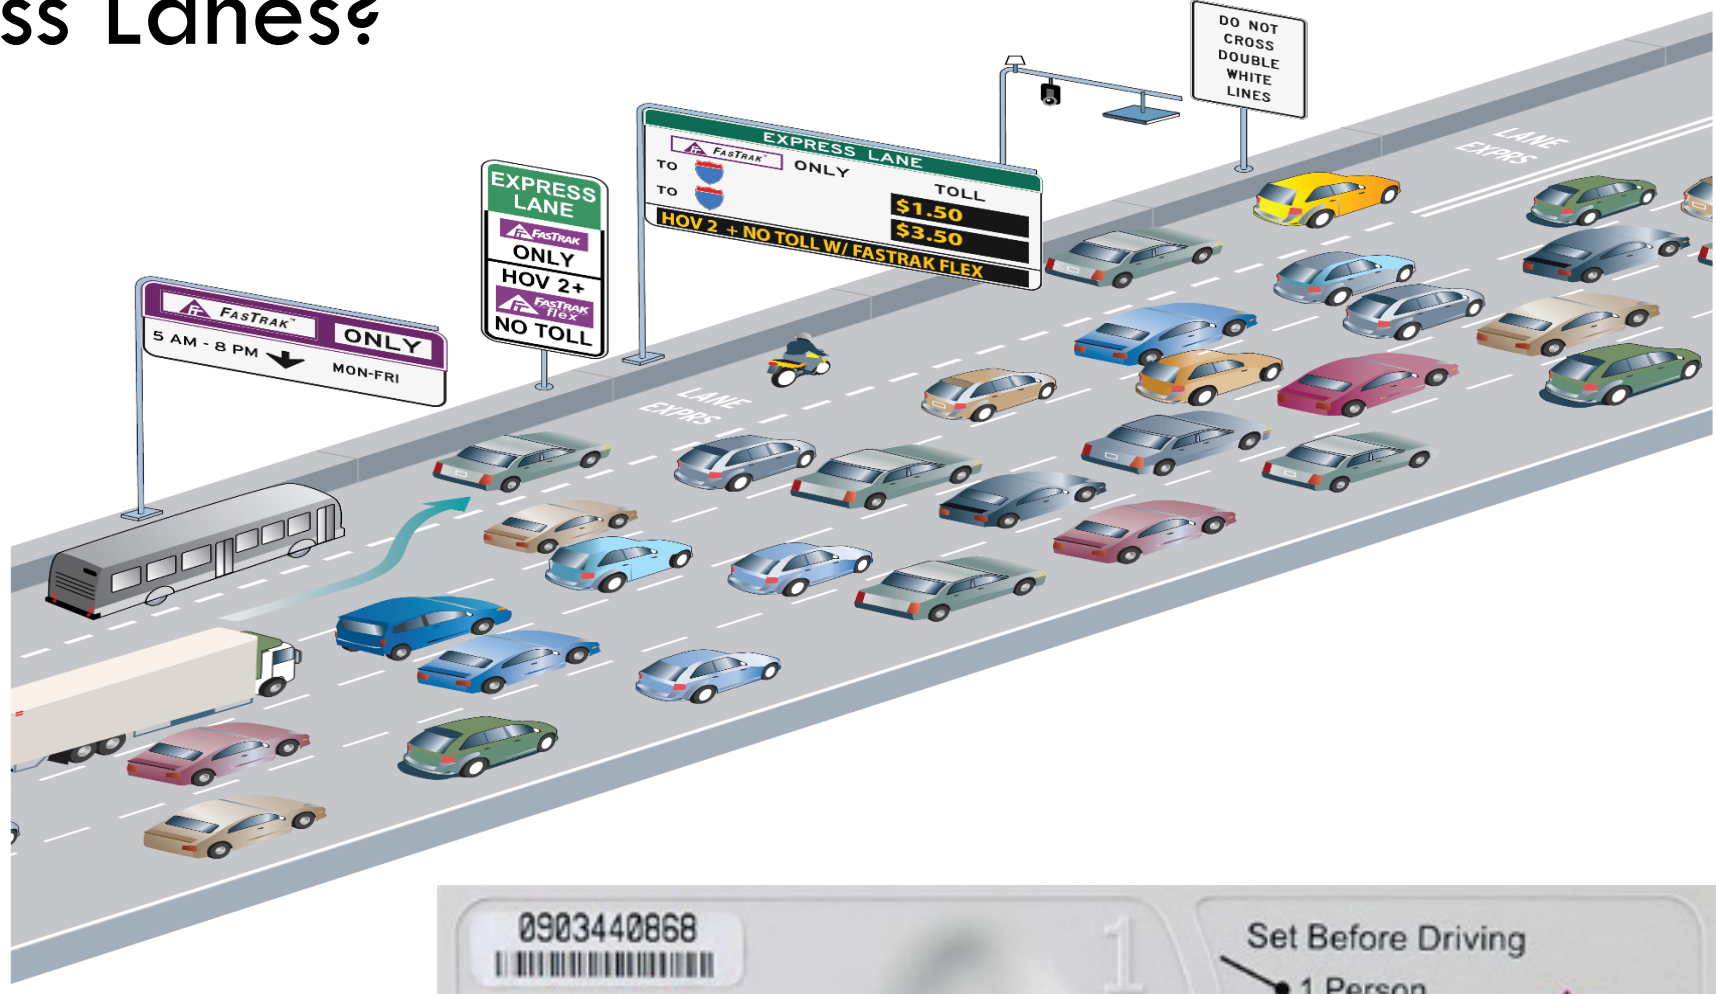 ss Lanes?
DO NOT
CROSS
DOUBLE
WHITE
LINES
EXPRESS LANE
FASTRAK™ ONLY
TO
TO
TOLL
$1.50
$3.50
HOV 2 + NO TOLL W/ FASTRAK FLEX
EXPRESS
LANE
FASTRAK
ONLY
HOV 2+
FASTRAK
flex
NO TOLL
FASTRAK™ ONLY
5 AM - 8 PM MON-FRI
LANE
EXPRS
LANE
EXPRS
0903440868
1
Set Before Driving
1 Person